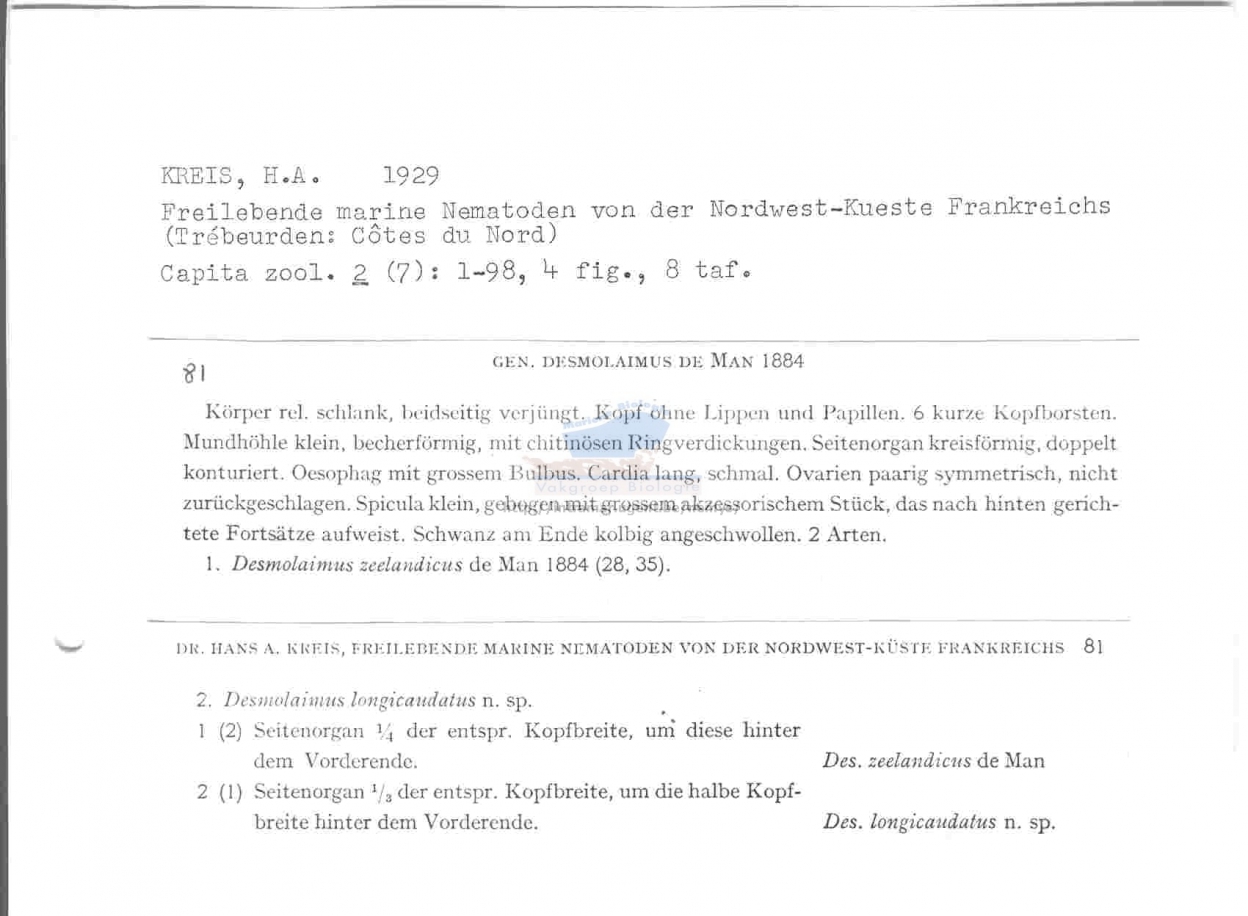 KREIS, H.A. 1929
Freilebende marine Nematoden von der Nordwest-Kueste Frankreichs
(Trébeurden: Côtes du Nord)
Capita zool. 2 (7): 1-98, 4 fig., 8 taf.
81
GEN. DESMOLAIMUS DE MAN 1884
Körper rel. schlank, beidseitig verjüngt. Kopf ohne Lippen und Papillen. 6 kurze Kopfborsten.
Mundhöhle klein, becherförmig, mit chitinösen Ringverdickungen. Seitenorgan kreisförmig, doppelt
konturiert. Oesophag mit grossem Bulbus. Cardia lang, schmal. Ovarien paarig symmetrisch, nicht
Vakgroep Biologie
zurückgeschlagen. Spicula klein, gebogen mit grossem akzessorischem Stück, das nach hinten gerich-
tete Fortsätze aufweist. Schwanz am Ende kolbig angeschwollen. 2 Arten.
1. Desmolaimus zeelandicus de Man 1884 (28, 35).
DR. HANS A. KREIS, FREILEBENDE MARINE NEMATODEN VON DER NORDWEST-KÜSTE FRANKREICHS 81
2. Desmolaimus longicaudatus n. sp.
1 (2) Seitenorgan 1/4 der entspr. Kopfbreite, um diese hinter
dem Vorderende. Des. zeelandicus de Man
2 (1) Seitenorgan 1/3 der entspr. Kopfbreite, um die halbe Kopf-
breite hinter dem Vorderende. Des. longicaudatus n. sp.